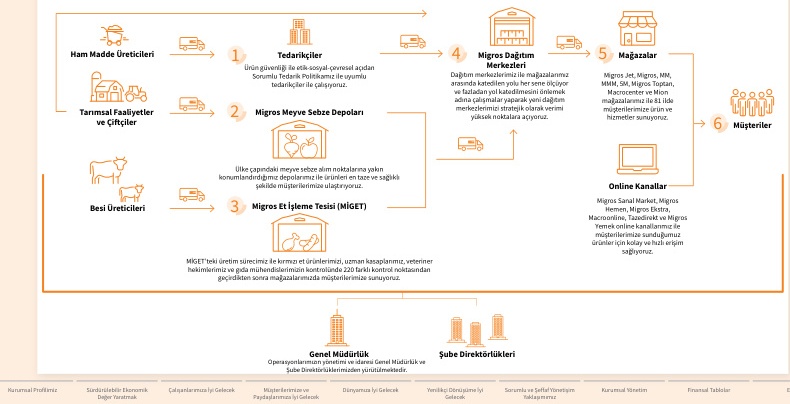 Ham Madde Üreticileri
1
Tedarikçiler
Ürün güvenliği ile etik-sosyal-çevresel açıdan
Sorumlu Tedarik Politikamız ile uyumlu
tedarikçiler ile çalışıyoruz.
Tarımsal Faaliyetler
ve Çiftçiler
2
Migros Meyve Sebze Depoları
Ülke çapındaki meyve sebze alım noktalarına yakın
konumlandırdığımız depolarımız ile ürünleri en taze ve sağlıklı
şekilde müşterilerimize ulaştırıyoruz.
Besi Üreticileri
3
Migros Et İşleme Tesisi (MİGET)
MİGET'teki üretim sürecimiz ile kırmızı et ürünlerimizi, uzman kasaplarımız, veteriner
hekimlerimiz ve gıda mühendislerimizin kontrolünde 220 farklı kontrol noktasından
geçirdikten sonra mağazalarımızda müşterilerimize sunuyoruz.
4
Migros Dağıtım
Merkezleri
Dağıtım merkezlerimiz ile mağazalarımız
arasında katedilen yolu her sene ölçüyor
ve fazladan yol katedilmesini önlemek
adına çalışmalar yaparak yeni dağıtım
merkezlerimizi stratejik olarak verimi
yüksek noktalara açıyoruz.
5
Mağazalar
Migros Jet, Migros, MM,
MMM, 5M, Migros Toptan,
Macrocenter ve Mion
mağazalarımız ile 81 ilde
müşterilerimize ürün ve
hizmetler sunuyoruz.
Online Kanallar
Migros Sanal Market, Migros
Hemen, Migros Ekstra,
Macroonline, Tazedirekt ve Migros
Yemek online kanallarımız ile
müşterilerimize sunduğumuz
ürünler için kolay ve hızlı erişim
sağlıyoruz.
6
Müşteriler
Genel Müdürlük
Şube Direktörlükleri
Operasyonlarımızın yönetimi ve idaresi Genel Müdürlük ve
Şube Direktörlüklerimizden yürütülmektedir.
Kurumsal Profilimiz
Sürdürülebilir Ekonomik
Değer Yaratmak
Çalışanlarımıza İyi Gelecek
Müşterilerimize ve
Paydaşlarımıza İyi Gelecek
Dünyamıza İyi Gelecek
Yenilikçi Dönüşüme İyi
Gelecek
Sorumlu ve Şeffaf Yönetişim
Yaklaşımımız
Kurumsal Yönetim
Finansal Tablolar
E